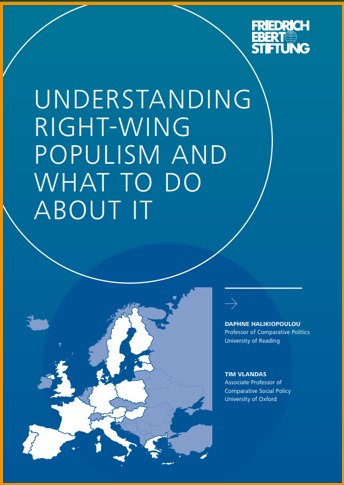 FRIEDRICH
EBERT
STIFTUNG
UNDERSTANDING
RIGHT-WING
POPULISM AND
WHAT TO DO
ABOUT IT
DAPHNE HALIKIOPOULOU
Professor of Comparative Politics
University of Reading
TIM VLANDAS
Associate Professor of
Comparative Social Policy
University of Oxford